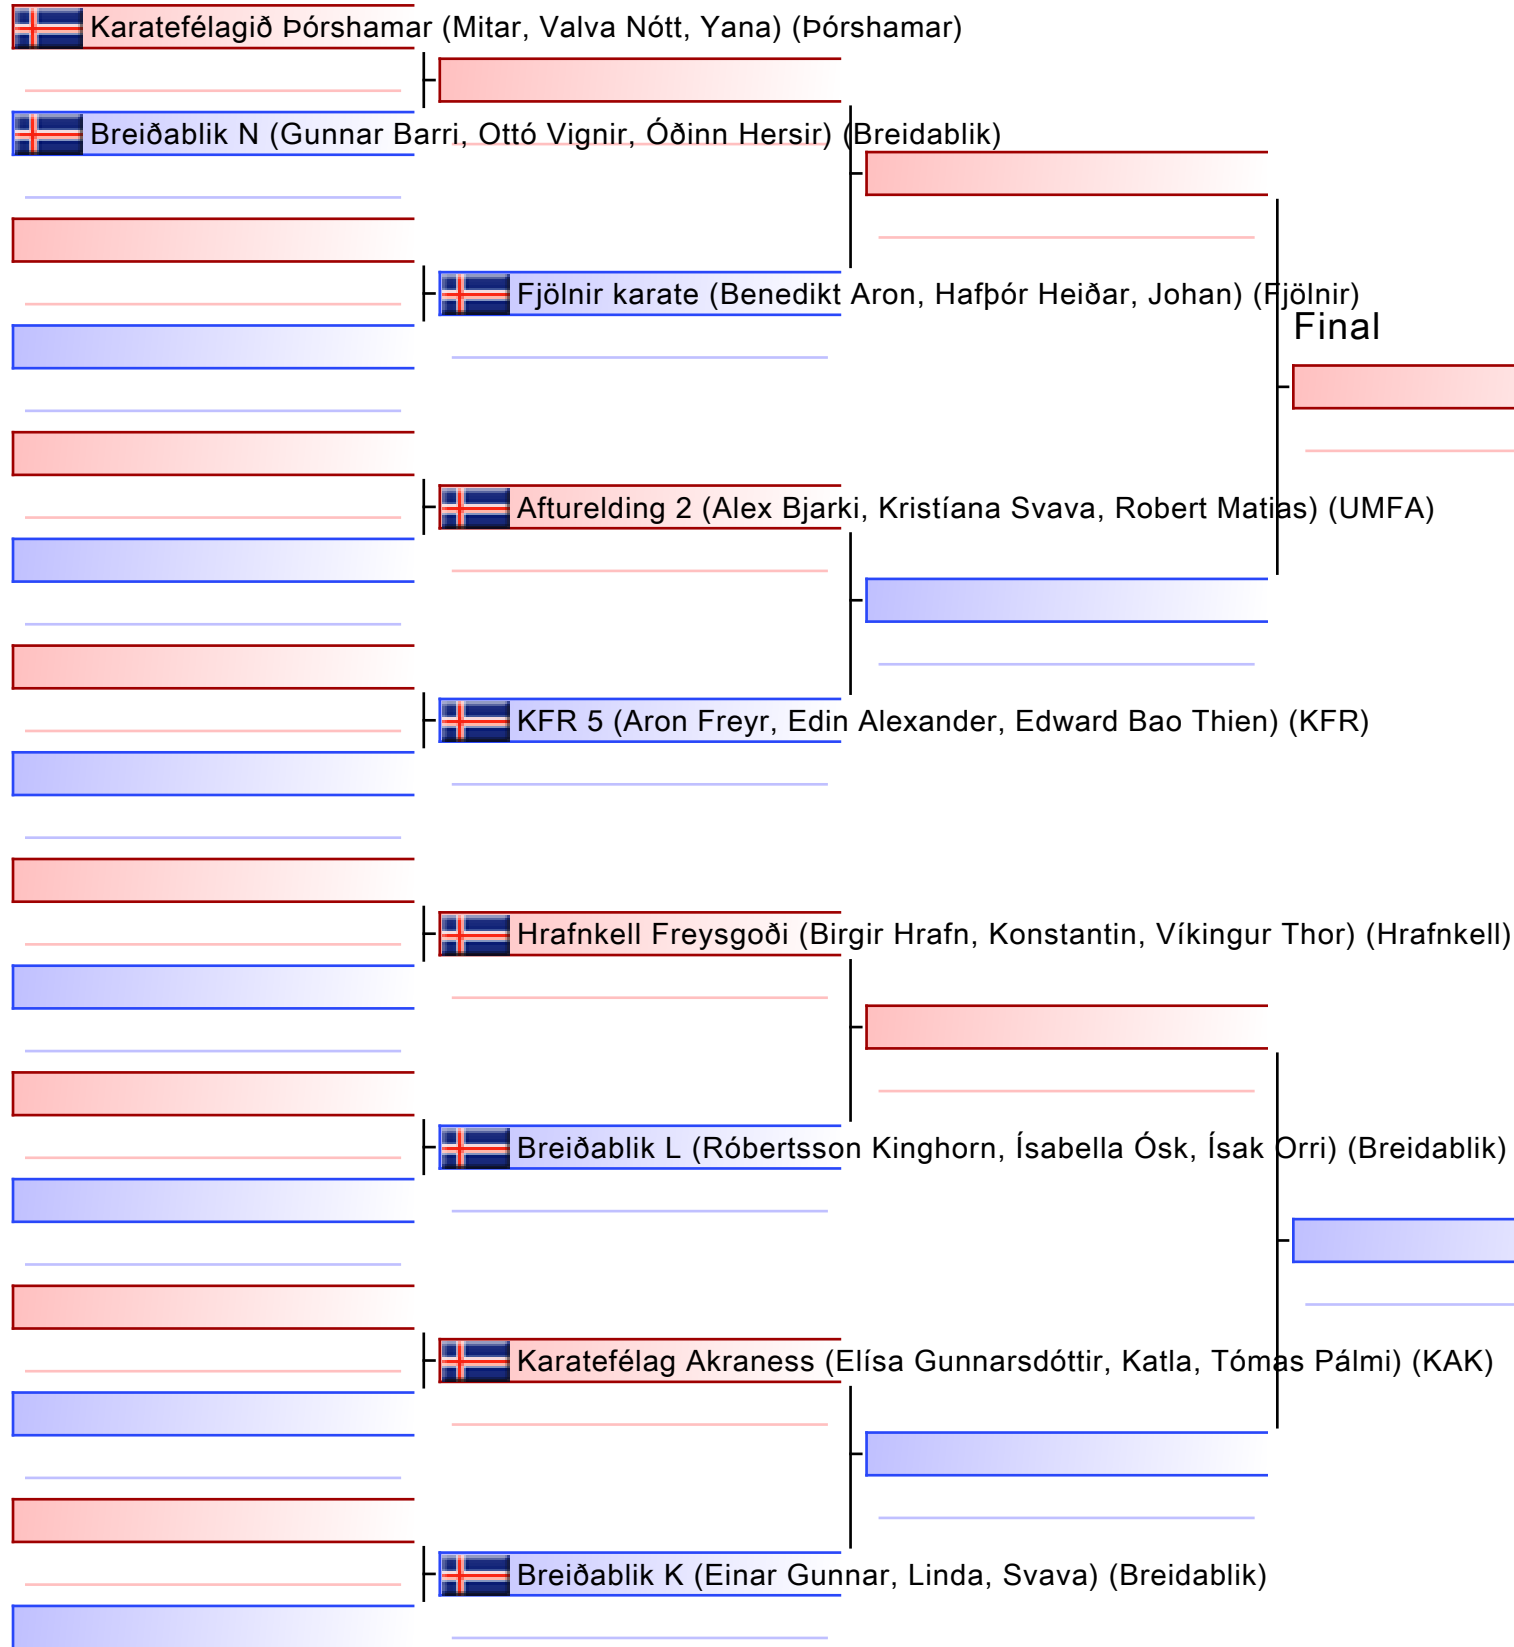 Karatefélagið Þórshamar (Mitar, Valva Nótt, Yana) (Þórshamar)
Breiðablik N (Gunnar Barri, Ottó Vignir, Óðinn Hersir) (Breidablik)
Fjölnir karate (Benedikt Aron, Hafþór Heiðar, Johan) (Fjölnir)
Final
Afturelding 2 (Alex Bjarki, Kristíana Svava, Robert Matias) (UMFA)
KFR 5 (Aron Freyr, Edin Alexander, Edward Bao Thien) (KFR)
Hrafnkell Freysgoði (Birgir Hrafn, Konstantin, Víkingur Thor) (Hrafnkell)
Breiðablik L (Róbertsson Kinghorn, Ísabella Ósk, Ísak Orri) (Breidablik)
Karatefélag Akraness (Elísa Gunnarsdóttir, Katla, Tómas Pálmi) (KAK)
Breiðablik K (Einar Gunnar, Linda, Svava) (Breidablik)